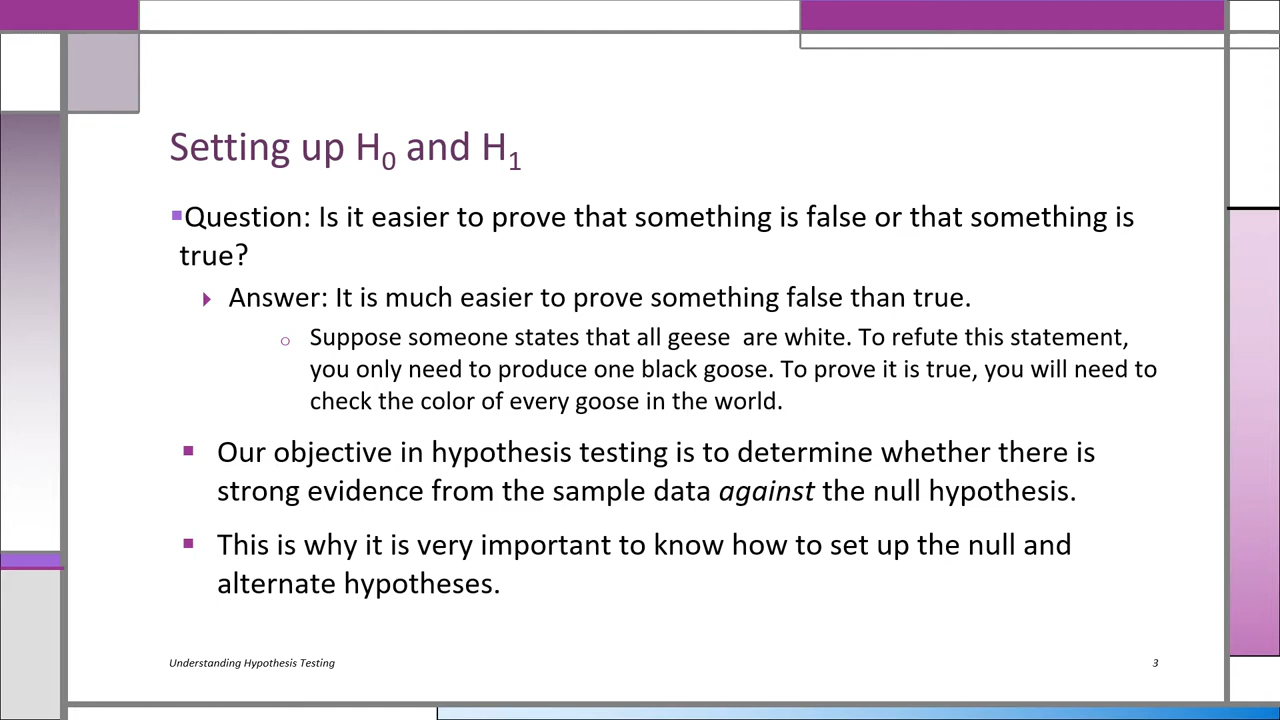 Setting up H₀ and H₁
▪Question: Is it easier to prove that something is false or that something is
true?
Answer: It is much easier to prove something false than true.
Suppose someone states that all geese  are white. To refute this statement,
you only need to produce one black goose. To prove it is true, you will need to
check the color of every goose in the world.
▪ Our objective in hypothesis testing is to determine whether there is
strong evidence from the sample data against the null hypothesis.
▪ This is why it is very important to know how to set up the null and
alternate hypotheses.
Understanding Hypothesis Testing
3